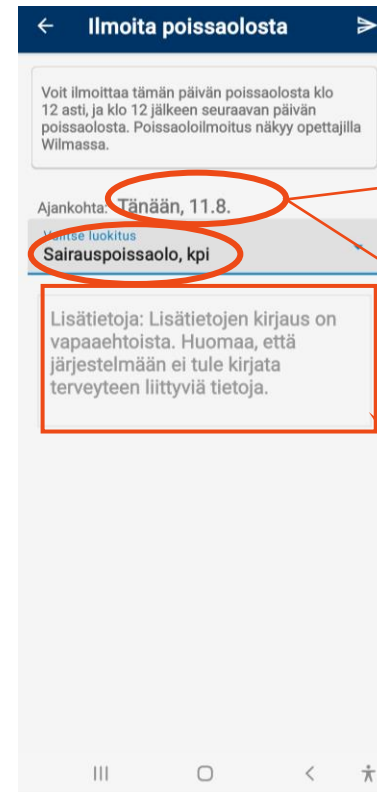 Ilmoita poissaolosta
Voit ilmoittaa tämän päivän poissaolosta klo
12 asti, ja klo 12 jälkeen seuraavan päivän
poissaolosta. Poissaoloilmoitus näkyy opettajilla
Wilmassa.
Ajankohta: Tänään, 11.8.
Valitse luokitus
Sairauspoissaolo, kpi
Lisätietoja: Lisätietojen kirjaus on
vapaaehtoista. Huomaa, että
järjestelmään ei tule kirjata
terveyteen liittyviä tietoja.